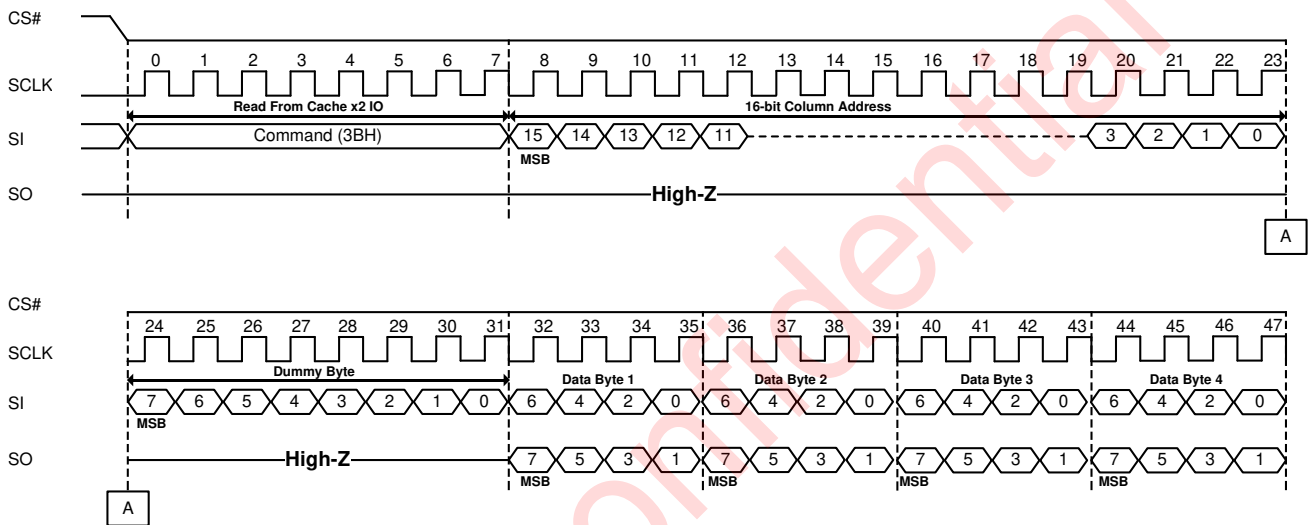 CS#
0 1 2 3 4 5 6 7 8 9 10 11 12 13 14 15 16 17 18 19 20 21 22 23
SCLK
Read From Cache x2 IO 16-bit Column Address
SI Command (3BH) 15 14 13 12 11 3 2 1 0
MSB
SO High-Z
A
CS#
24 25 26 27 28 29 30 31 32 33 34 35 36 37 38 39 40 41 42 43 44 45 46 47
SCLK
Dummy Byte Data Byte 1 Data Byte 2 Data Byte 3 Data Byte 4
SI 7 6 5 4 3 2 1 0 6 4 2 0 6 4 2 0 6 4 2 0 6 4 2 0
MSB
SO High-Z 7 5 3 1 7 5 3 1 7 5 3 1 7 5 3 1
MSB MSB MSB MSB
A
onfidential